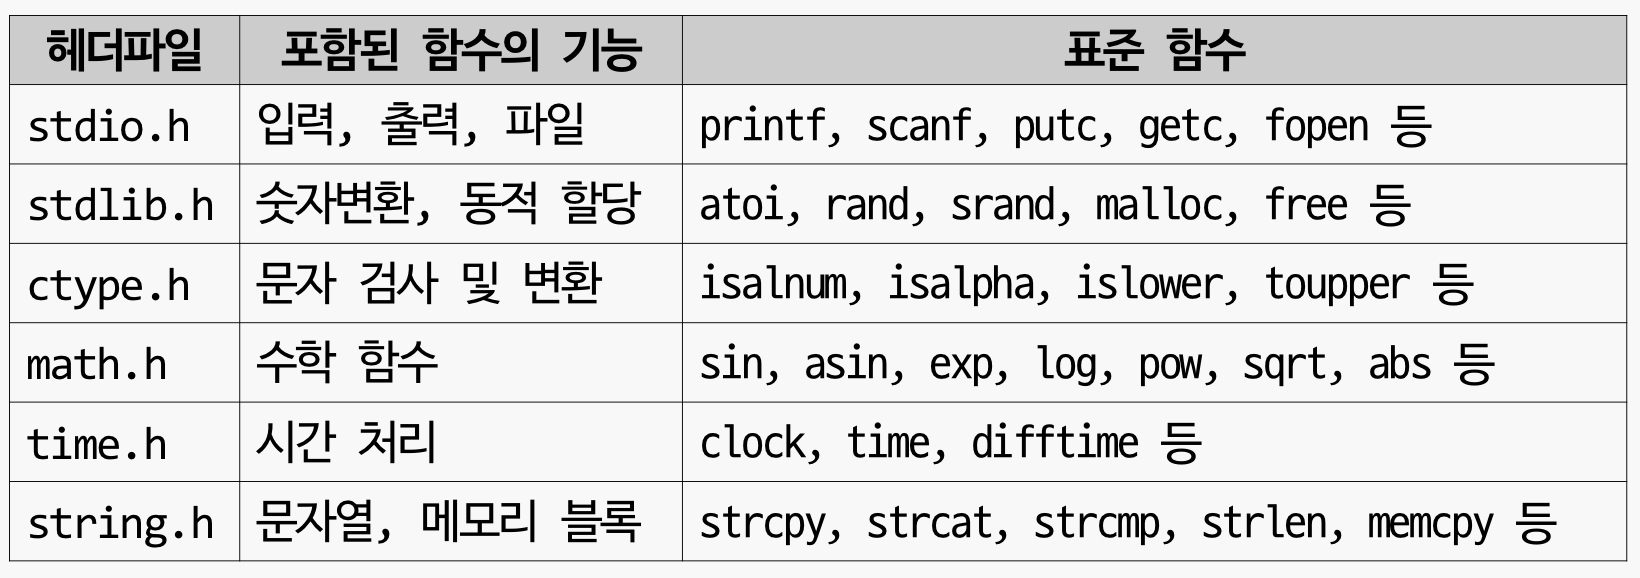 헤더파일 포함된 함수의 기능 표준 함수
stdio.h 입력, 출력, 파일 printf, scanf, putc, getc, fopen 등
stdlib.h 숫자변환, 동적 할당 atoi, rand, srand, malloc, free 등
ctype.h 문자 검사 및 변환 isalnum, isalpha, islower, toupper 등
math.h 수학 함수 sin, asin, exp, log, pow, sqrt, abs 등
time.h 시간 처리 clock, time, difftime 등
string.h 문자열, 메모리 블록 strcpy, strcat, strcmp, strlen, memcpy 등